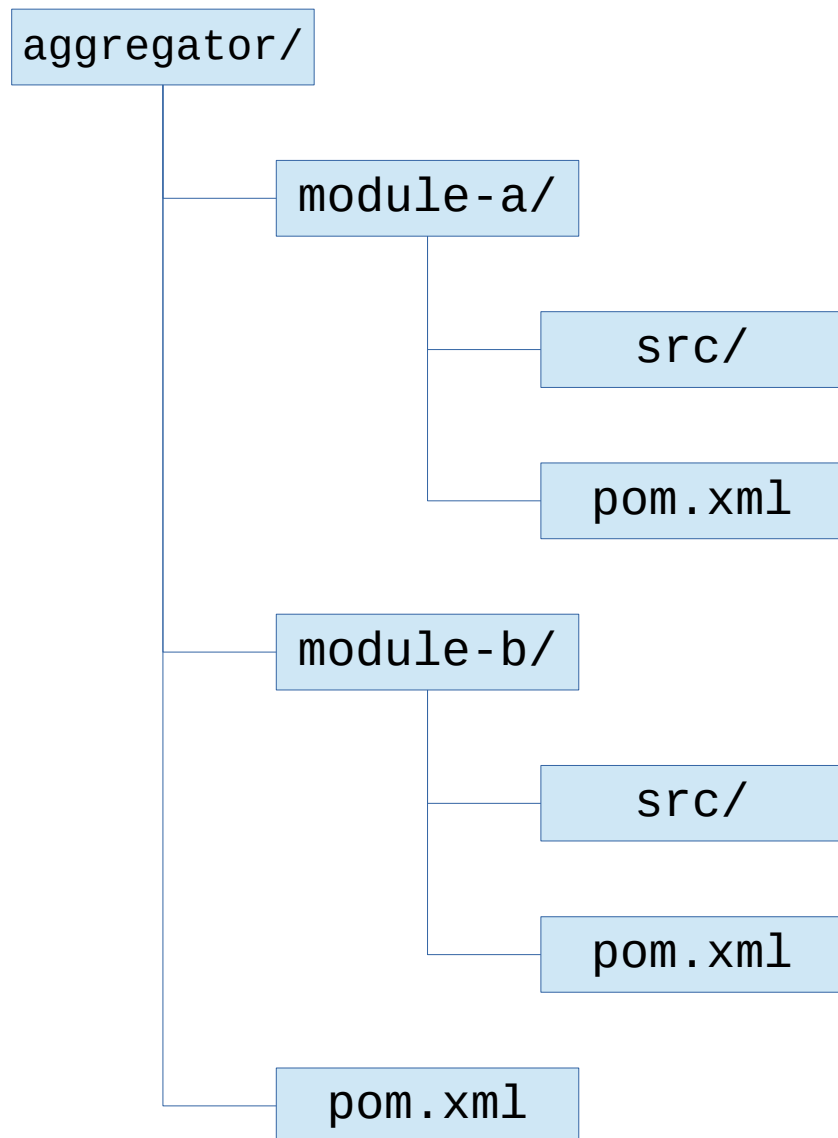 aggregator/
module-a/
src/
pom.xml
module-b/
src/
pom.xml
pom.xml